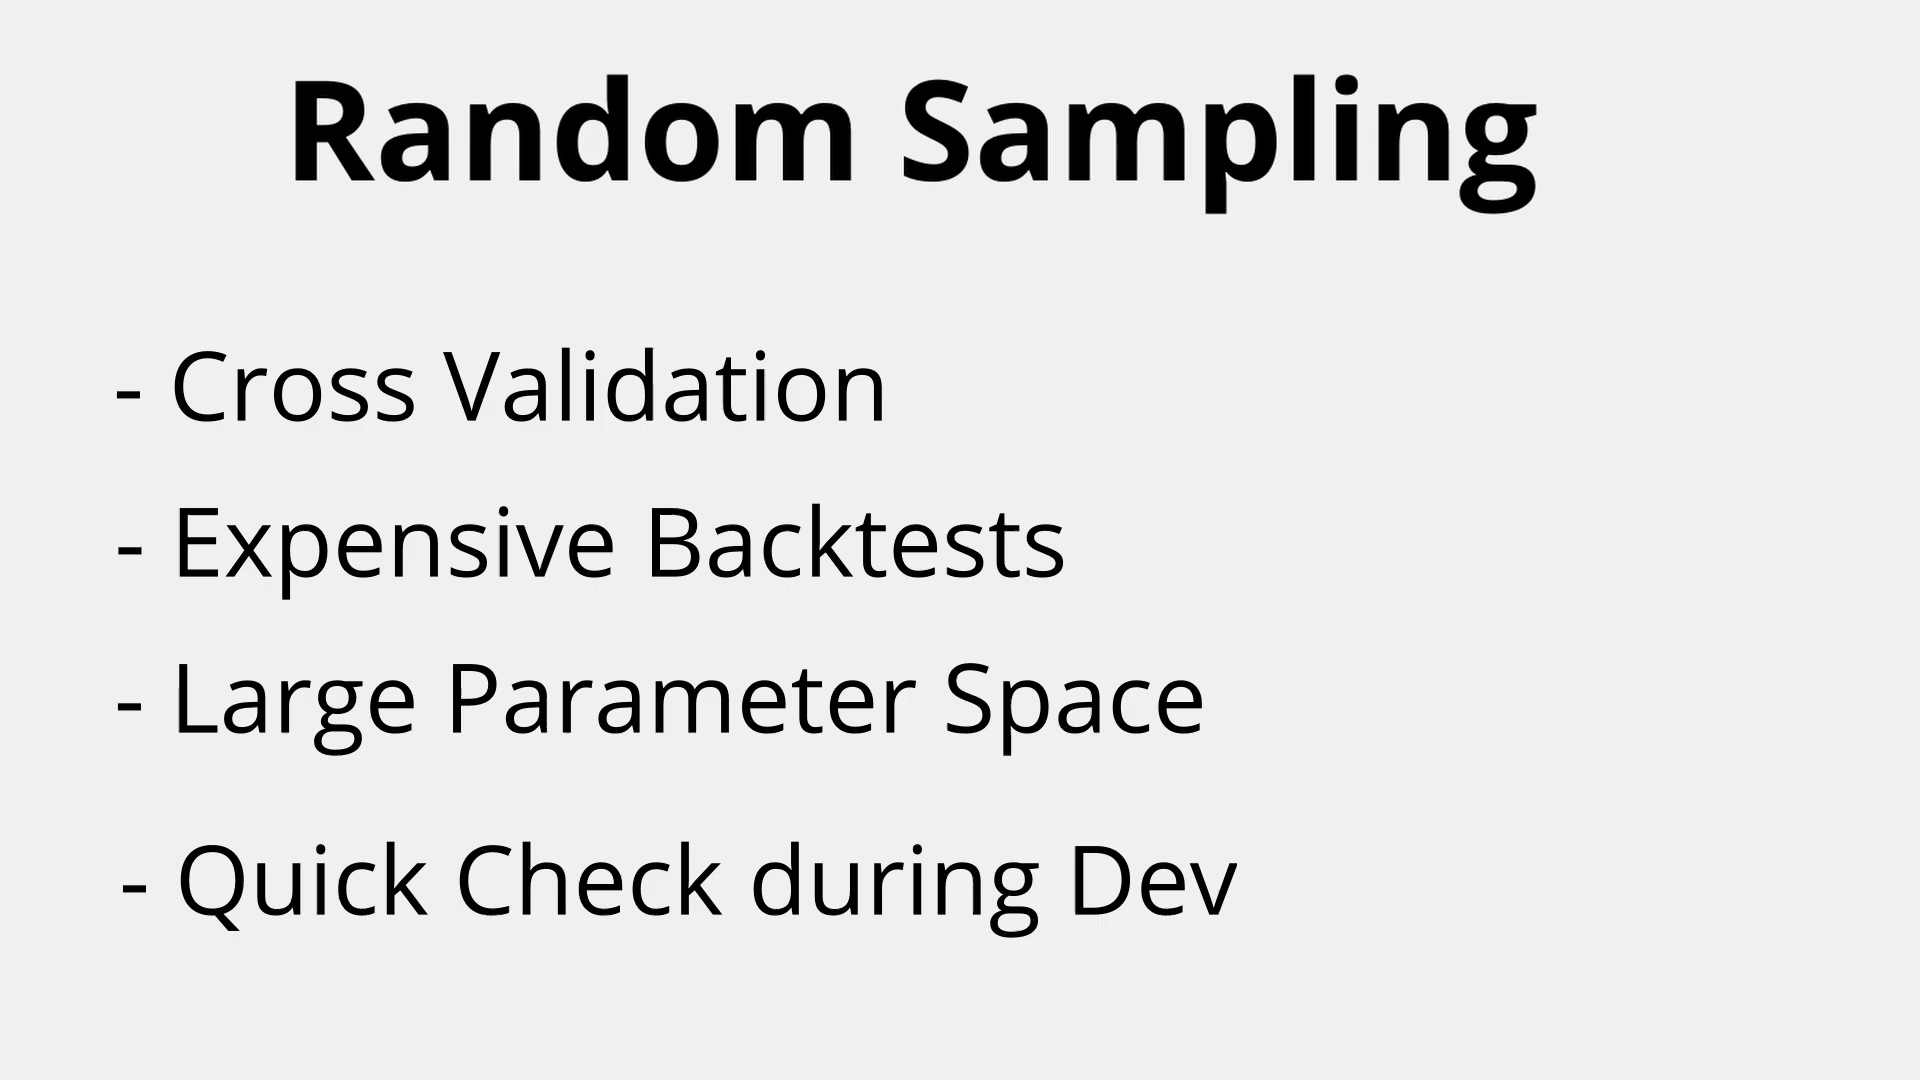 Random Sampling
- Cross Validation
- Expensive Backtests
- Large Parameter Space
- Quick Check during Dev